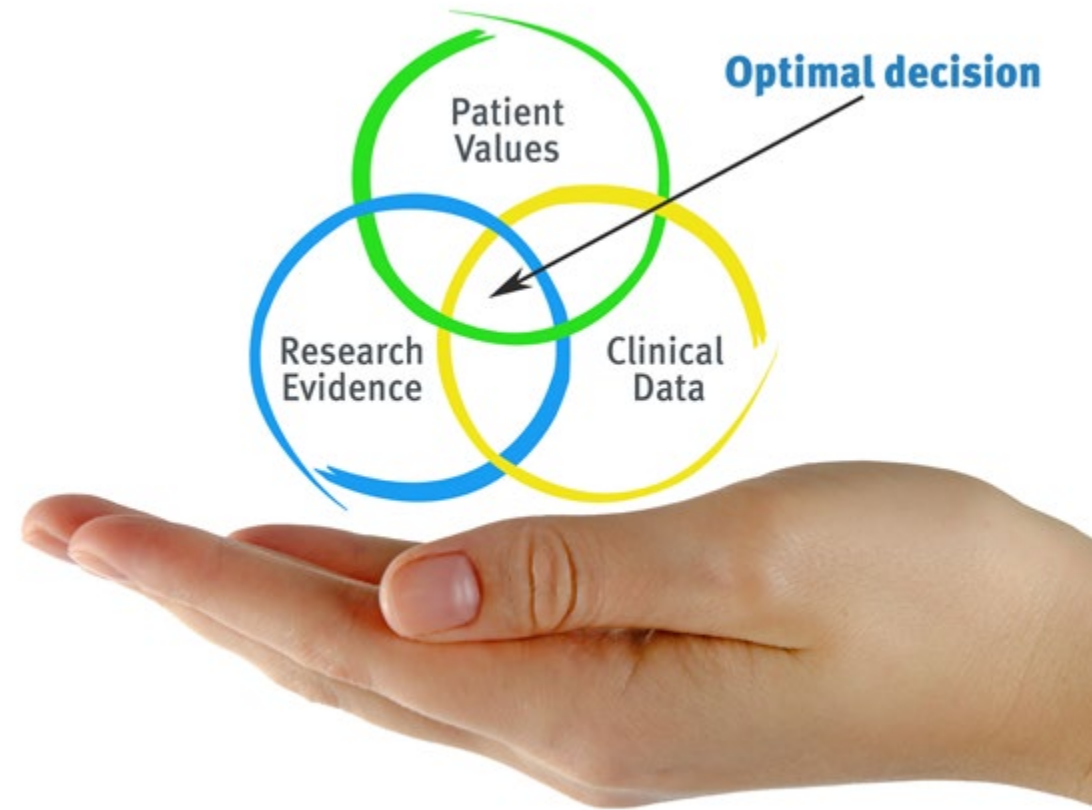 Optimal decision
Patient
Values
Research
Evidence
Clinical
Data